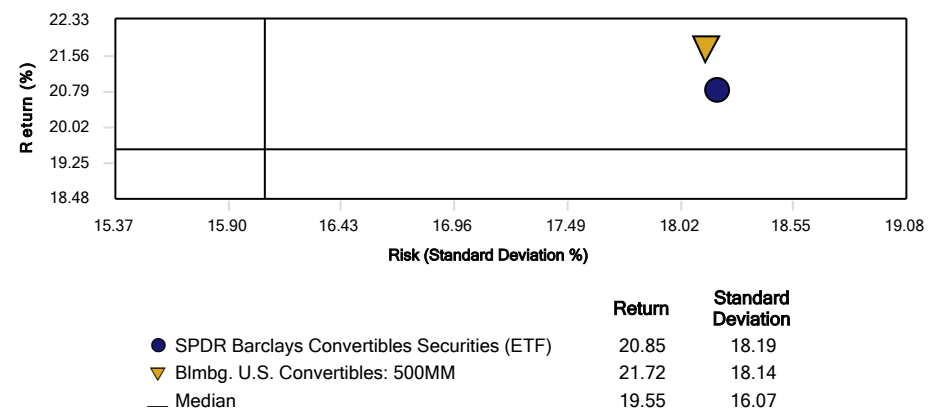 22.33
21.56
20.79
20.02
19.25
18.48
Return (%)
15.37 15.90 16.43 16.96 17.49 18.02 18.55 19.08
Risk (Standard Deviation %)
Return Standard Deviation
SPDR Barclays Convertibles Securities (ETF) 20.85 18.19
Blmbg. U.S. Convertibles: 500MM 21.72 18.14
Median 19.55 16.07